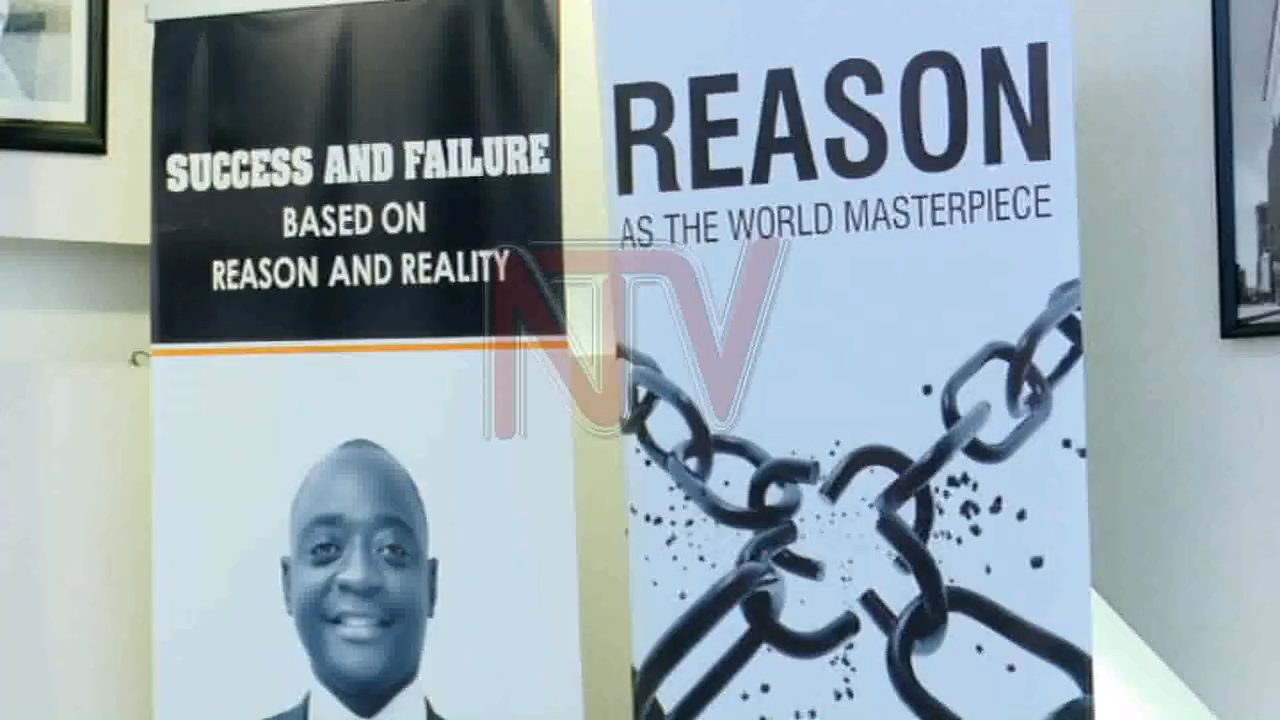 SUCCESS AND FAILURE
BASED ON
REASON AND REALITY
REASON
AS THE WORLD MASTERPIECE
NTV